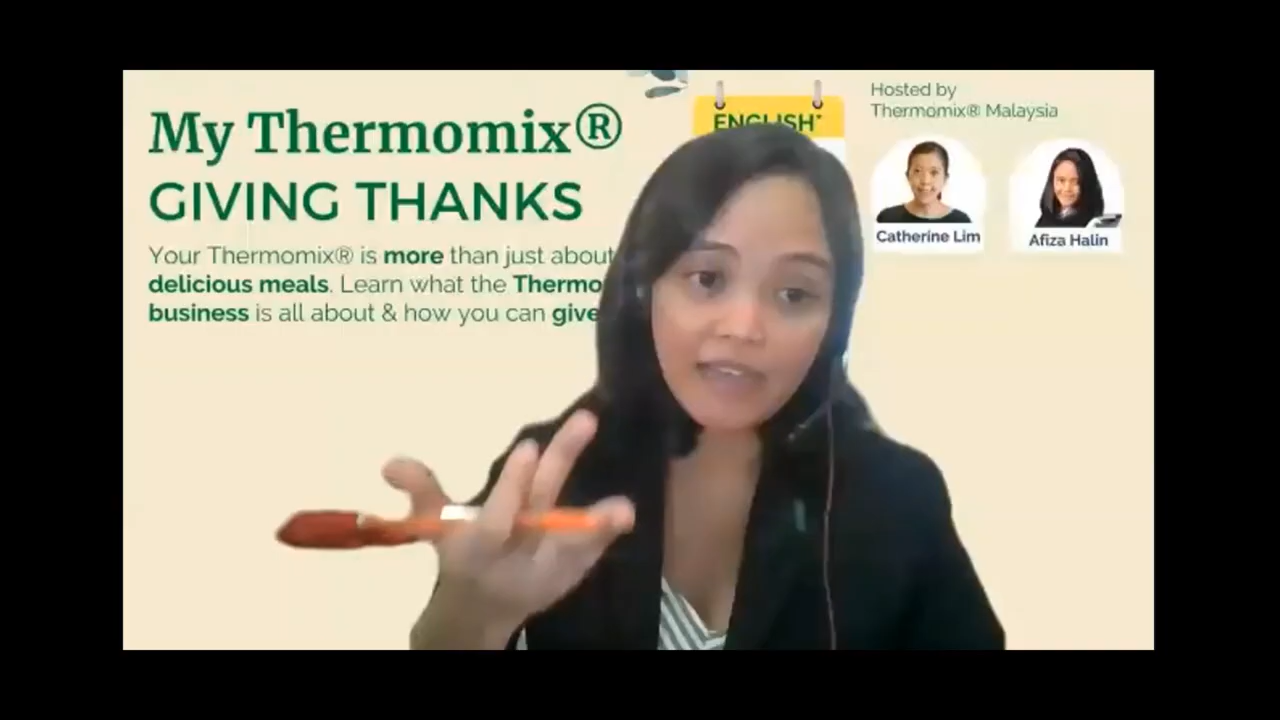 My Thermomix®
GIVING THANKS
Your Thermomix® is more than just about
delicious meals. Learn what the Thermo
business is all about & how you can give
ENGLISH*
Hosted by
Thermomix® Malaysia
Catherine Lim
Afiza Halin